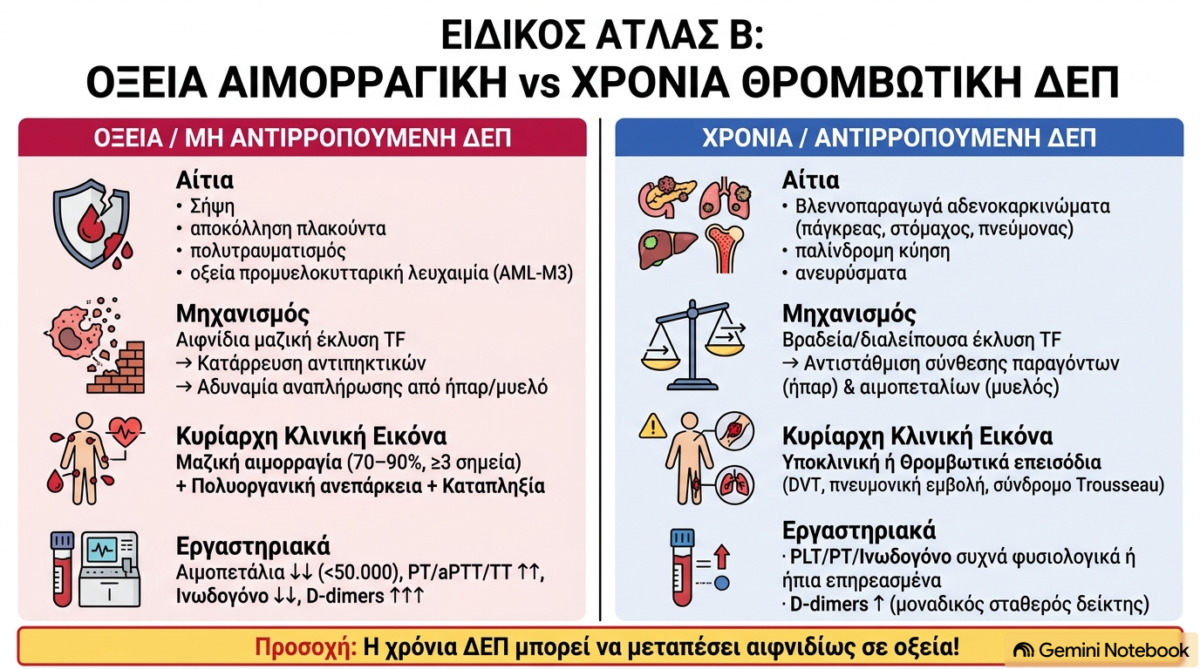 ΕΙΔΙΚΟΣ ΑΤΛΑΣ Β:
ΟΞΕΙΑ ΑΙΜΟΡΡΑΓΙΚΗ vs ΧΡΟΝΙΑ ΘΡΟΜΒΩΤΙΚΗ ΔΕΠ
ΟΞΕΙΑ / ΜΗ ΑΝΤΙΡΡΟΠΟΥΜΕΝΗ ΔΕΠ
Αίτια
• Σήψη
• αποκόλληση πλακούντα
• πολυτραυματισμός
• οξεία προμυελοκυτταρική λευχαιμία (AML-M3)
Μηχανισμός
Αιφνίδια μαζική έκλυση TF
→ Κατάρρευση αντιπηκτικών
→ Αδυναμία αναπλήρωσης από ήπαρ/μυελό
Κυρίαρχη Κλινική Εικόνα
Μαζική αιμορραγία (70–90%, ≥3 σημεία)
+ Πολυοργανική ανεπάρκεια + Καταπληξία
Εργαστηριακά
Αιμοπετάλια ↓↓ (<50.000), PT/aPTT/TT ↑↑,
Ινωδογόνο ↓↓, D-dimers ↑↑↑
ΧΡΟΝΙΑ / ΑΝΤΙΡΡΟΠΟΥΜΕΝΗ ΔΕΠ
Αίτια
• Βλεννοπαραγωγά αδενοκαρκινώματα
(πάγκρεας, στόμαχος, πνεύμονας)
• παλίνδρομη κύηση
• ανευρύσματα
Μηχανισμός
Βραδεία/διαλείπουσα έκλυση TF
→ Αντιστάθμιση σύνθεσης παραγόντων
(ήπαρ) & αιμοπεταλίων (μυελός)
Κυρίαρχη Κλινική Εικόνα
Υποκλινική ή Θρομβωτικά επεισόδια
(DVT, πνευμονική εμβολή, σύνδρομο Trousseau)
Εργαστηριακά
· PLT/PT/Ινωδογόνο συχνά φυσιολογικά ή
ήπια επηρεασμένα
· D-dimers ↑ (μοναδικός σταθερός δείκτης)
Προσοχή: Η χρόνια ΔΕΠ μπορεί να μεταπέσει αιφνιδίως σε οξεία!
Gemini Notebook